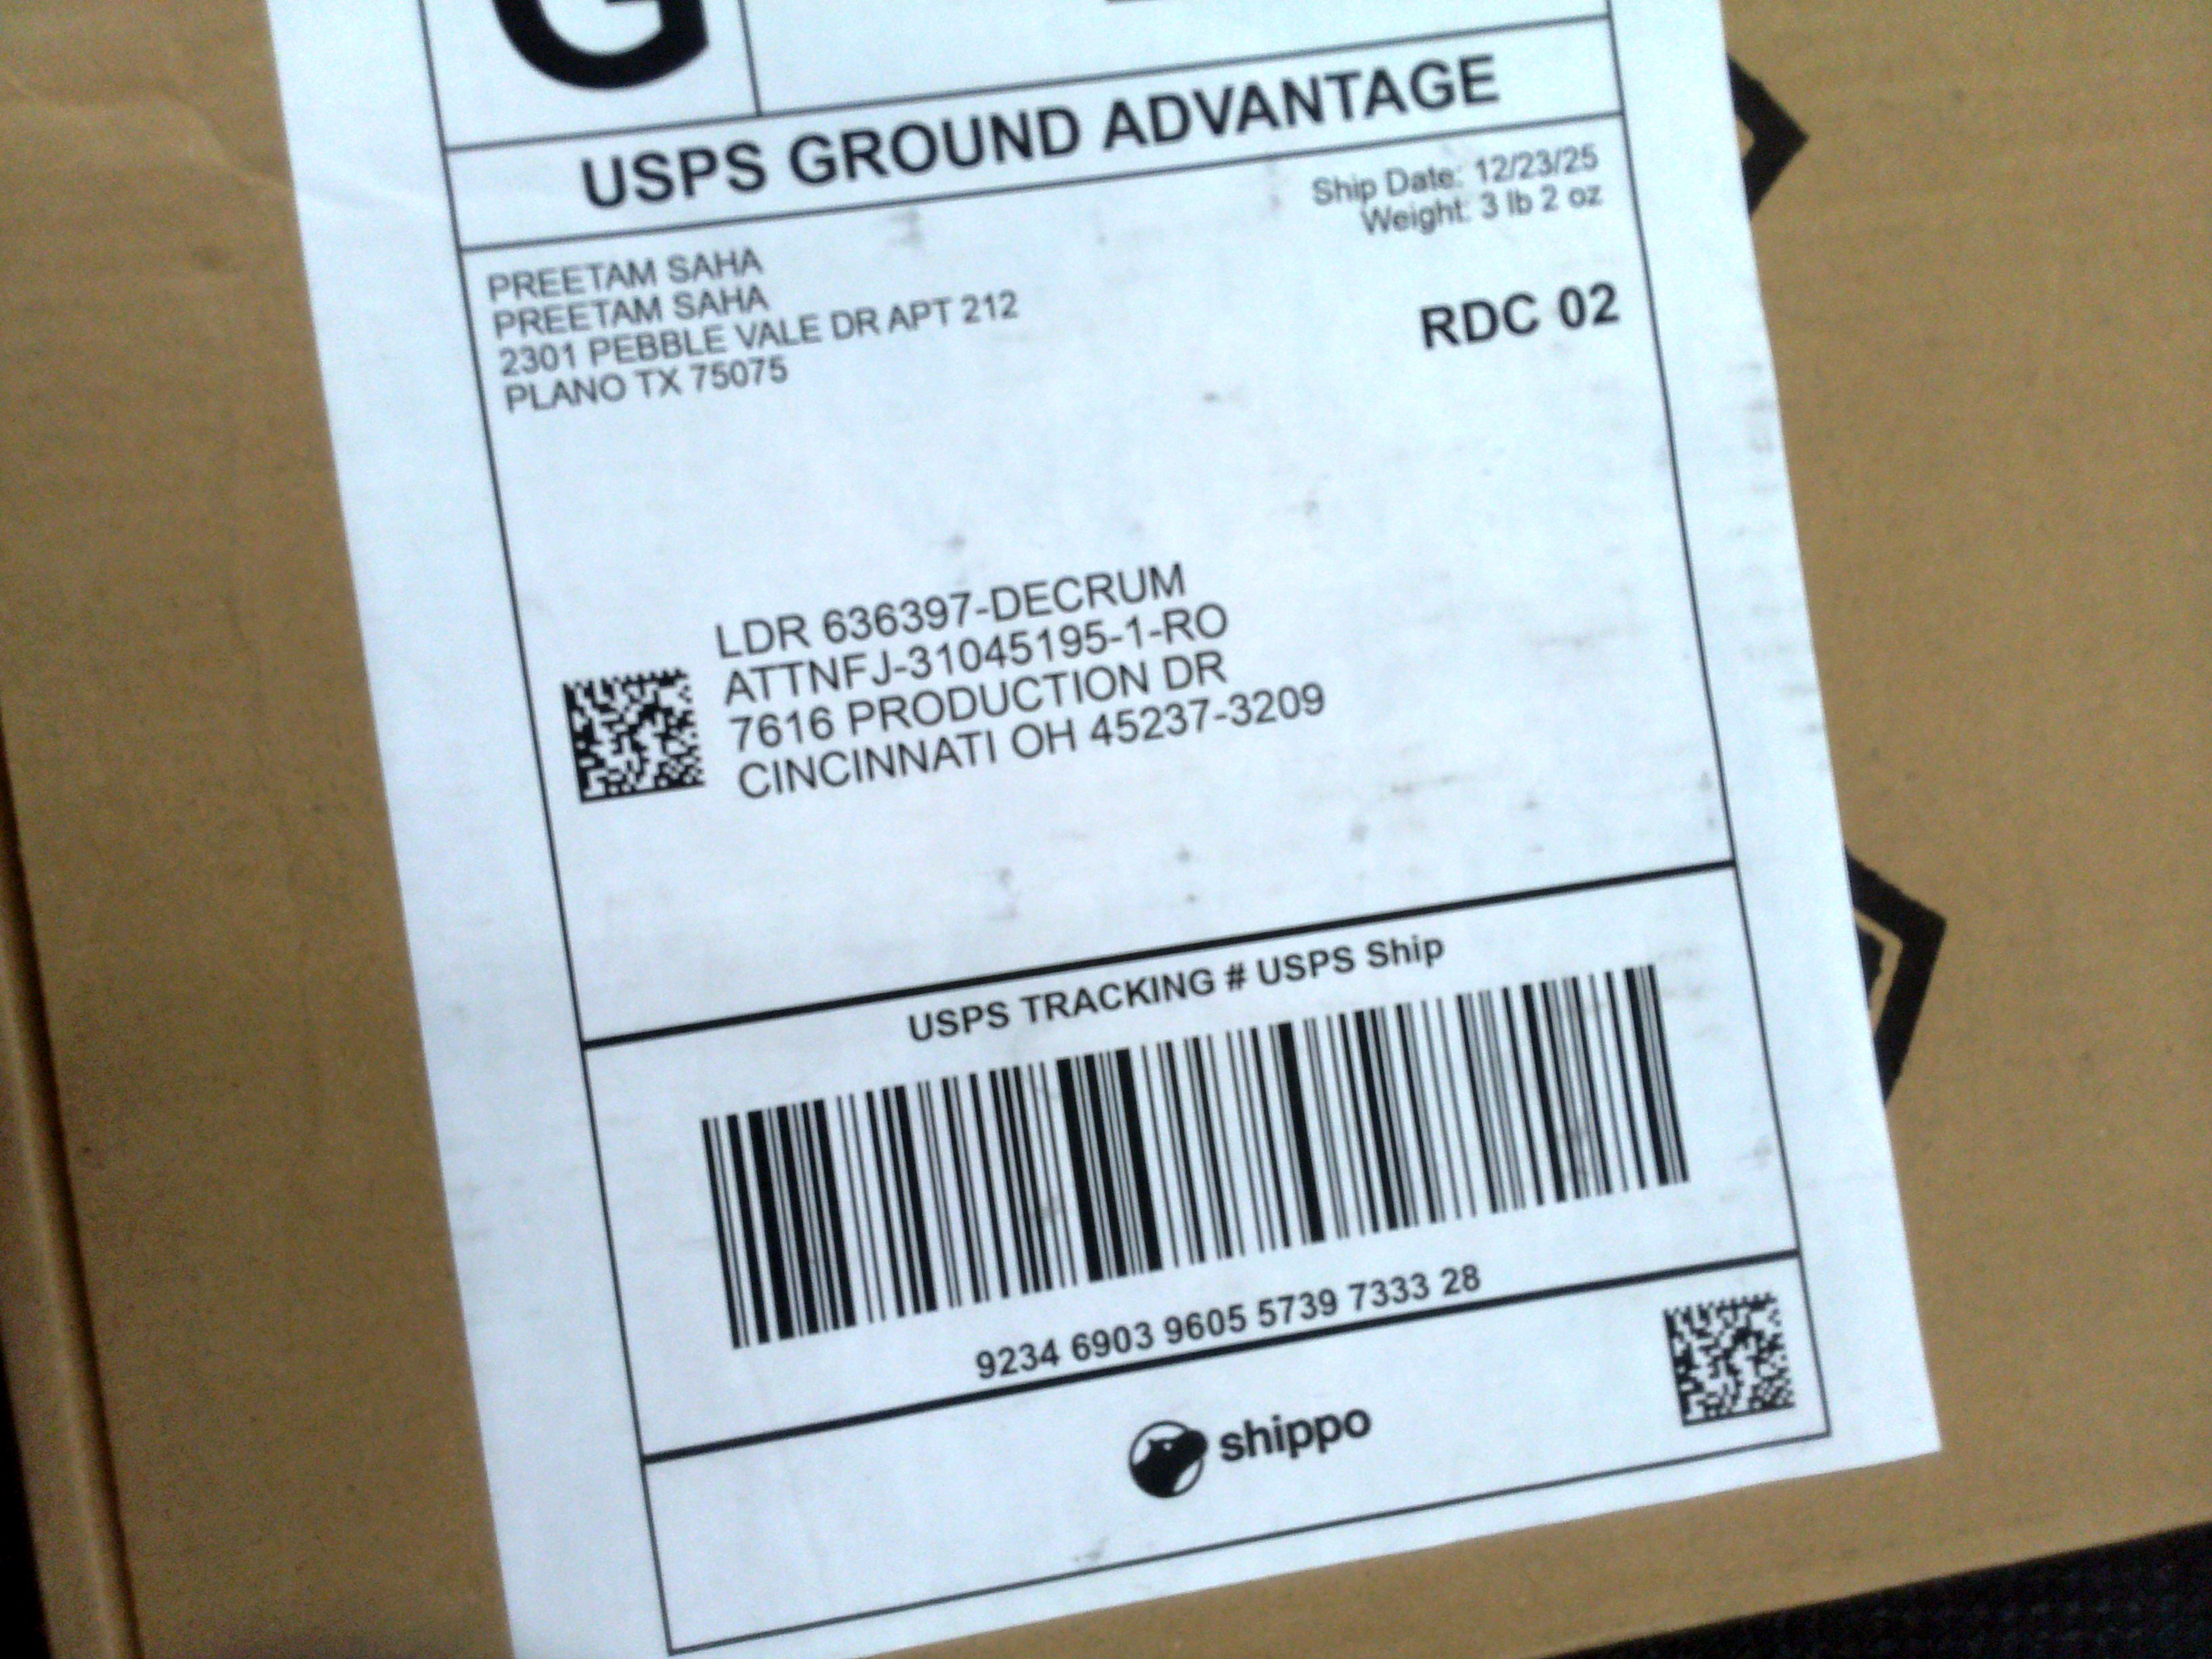 G
USPS GROUND ADVANTAGE
Ship Date: 12/23/25
Weight: 3 lb 2 oz
PREETAM SAHA
PREETAM SAHA
2301 PEBBLE VALE DR APT 212
PLANO TX 75075
RDC 02
LDR 636397-DECRUM
ATTNFJ-31045195-1-RO
7616 PRODUCTION DR
CINCINNATI OH 45237-3209
USPS TRACKING # USPS Ship
9234 6903 9605 5739 7333 28
shippo